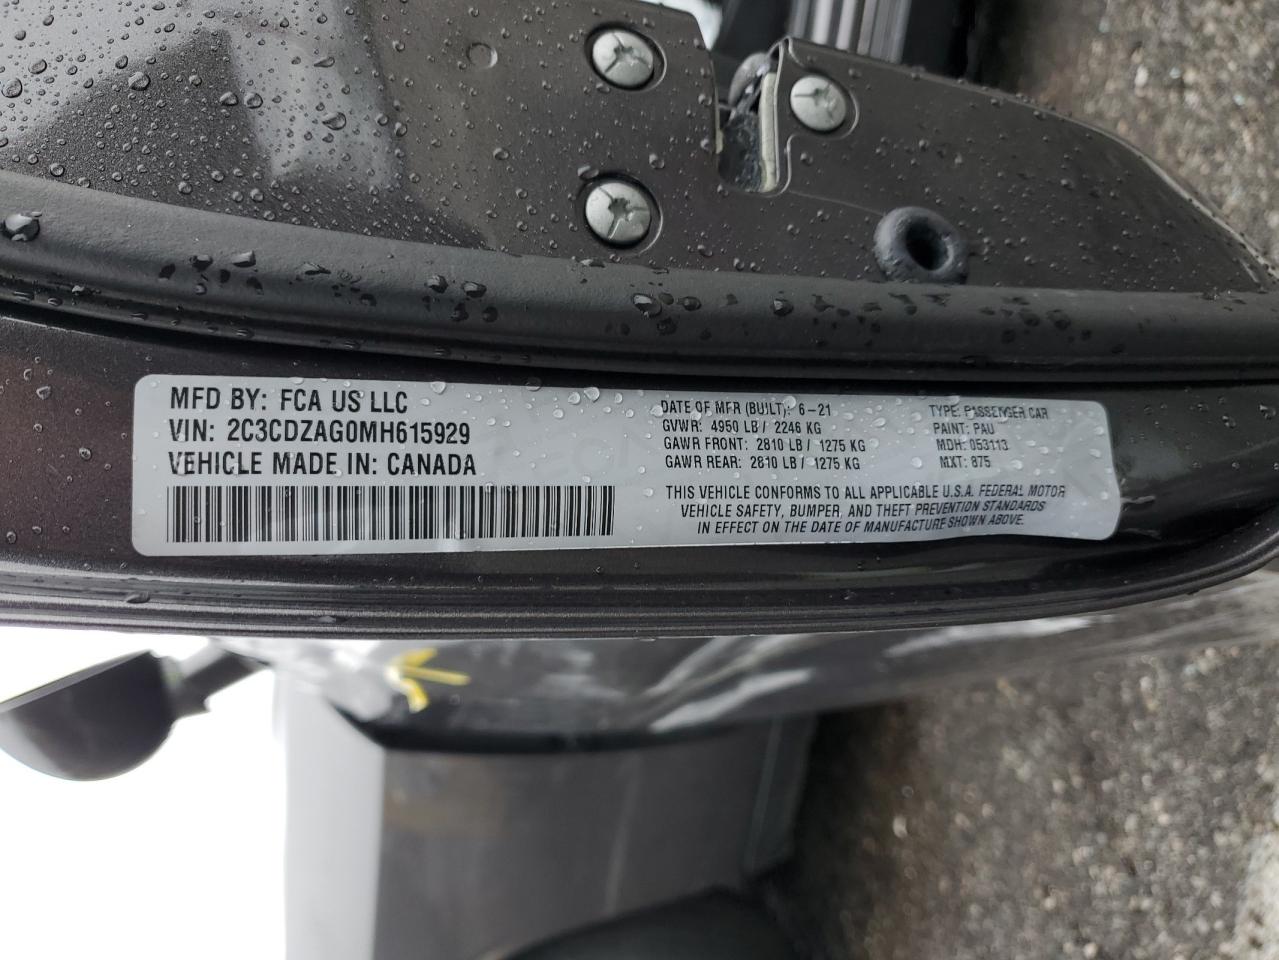 MFD BY: FCA US LLC
VIN: 2C3CDZAG0MH615929
VEHICLE MADE IN: CANADA
DATE OF MFR (BUILT): 6-21
GVWR: 4950 LB / 2246 KG
GAWR FRONT: 2810 LB / 1275 KG
GAWR REAR: 2810 LB / 1275 KG
TYPE: PASSENGER CAR
PAINT: PAU
MDH: 053113
MXT: 875
THIS VEHICLE CONFORMS TO ALL APPLICABLE U.S.A. FEDERAL MOTOR
VEHICLE SAFETY, BUMPER, AND THEFT PREVENTION STANDARDS
IN EFFECT ON THE DATE OF MANUFACTURE SHOWN ABOVE.